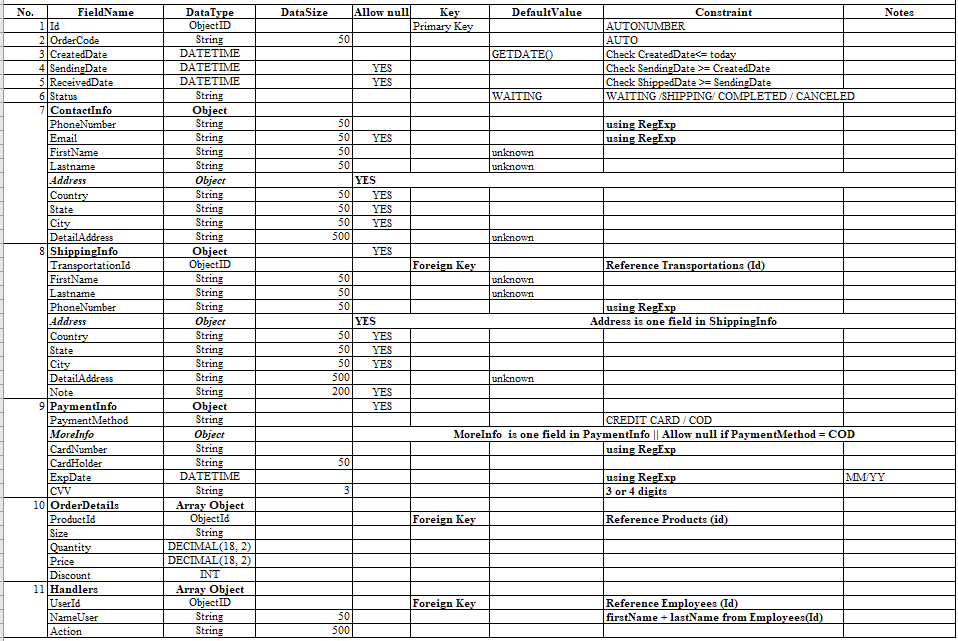 No. FieldName DataType DataSize Allow null Key DefaultValue Constraint Notes
1 Id ObjectID Primary Key AUTONUMBER
2 OrderCode String 50 AUTO
3 CreatedDate DATETIME GETDATE() Check CreatedDate<= today
4 SendingDate DATETIME YES Check SendingDate >= CreatedDate
5 ReceivedDate DATETIME YES Check ShippedDate >= SendingDate
6 Status String WAITING WAITING /SHIPPING/ COMPLETED / CANCELED
7 ContactInfo Object
PhoneNumber String 50 using RegExp
Email String 50 YES using RegExp
FirstName String 50 unknown
Lastname String 50 unknown
Address Object YES
Country String 50 YES
State String 50 YES
City String 50 YES
DetailAddress String 500 unknown
8 ShippingInfo Object YES
TransportationId ObjectID Foreign Key Reference Transportations (Id)
FirstName String 50 unknown
Lastname String 50 unknown
PhoneNumber String 50 using RegExp
Address Object YES Address is one field in ShippingInfo
Country String 50 YES
State String 50 YES
City String 50 YES
DetailAddress String 500 unknown
Note String 200 YES
9 PaymentInfo Object YES
PaymentMethod String CREDIT CARD / COD
MoreInfo Object MoreInfo is one field in PaymentInfo || Allow null if PaymentMethod = COD
CardNumber String using RegExp
CardHolder String 50
ExpDate DATETIME using RegExp MM/YY
CVV String 3 3 or 4 digits
10 OrderDetails Array Object
ProductId ObjectId Foreign Key Reference Products (id)
Size String
Quantity DECIMAL(18, 2)
Price DECIMAL(18, 2)
Discount INT
11 Handlers Array Object
UserId ObjectID Foreign Key Reference Employees (Id)
NameUser String 50 firstName + lastName from Employees(Id)
Action String 500